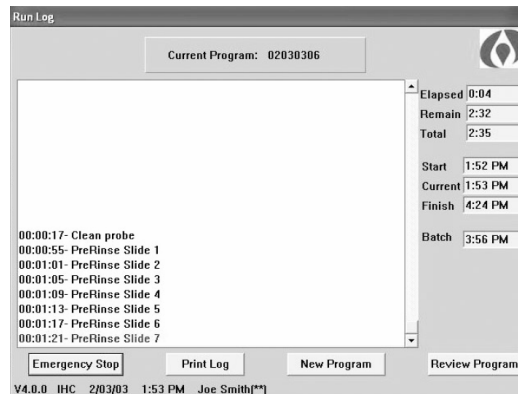 Run Log
Current Program: 02030306
Elapsed 0:04
Remain 2:32
Total 2:35
Start 1:52 PM
Current 1:53 PM
Finish 4:24 PM
Batch 3:56 PM
00:00:17- Clean probe
00:00:55- PreRinse Slide 1
00:01:01- PreRinse Slide 2
00:01:05- PreRinse Slide 3
00:01:09- PreRinse Slide 4
00:01:13- PreRinse Slide 5
00:01:17- PreRinse Slide 6
00:01:21- PreRinse Slide 7
Emergency Stop Print Log New Program Review Program
V4.0.0 IHC 2/03/03 1:53 PM Joe Smith(**)